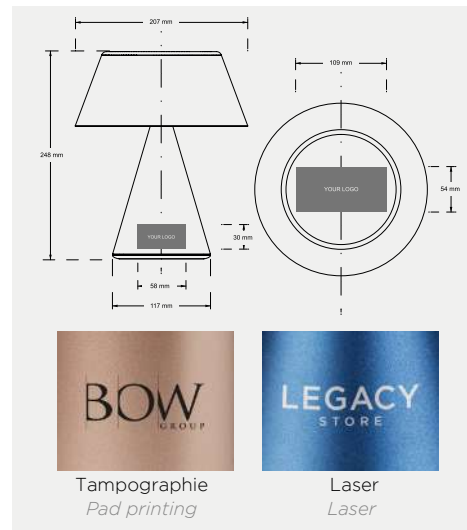 207 mm
109 mm
248 mm
YOUR LOGO
54 mm
YOUR LOGO
30 mm
58 mm
117 mm
BOW
GROUP
LEGACY
STORE
Tampographie
Laser
Pad printing
Laser